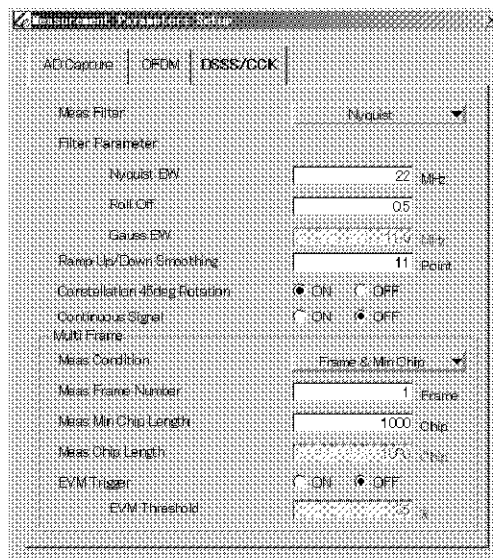 Measurement Parameters Setup
AD Capture OFDM DSSS/CCK
Meas Filter Nyquist
Filter Parameter
Nyquist BW 22 MHz
Roll Off 0.5
Gauss BW MHz
Ramp Up/Down Smoothing 11 Point
Constellation 45deg Rotation ON OFF
Continuous Signal ON OFF
Multi Frame
Meas Condition Frame & Min Chip
Meas Frame Number 1 Frame
Meas Min Chip Length 1000 Chip
Meas Chip Length Chip
EVM Trigger ON OFF
EVM Threshold %